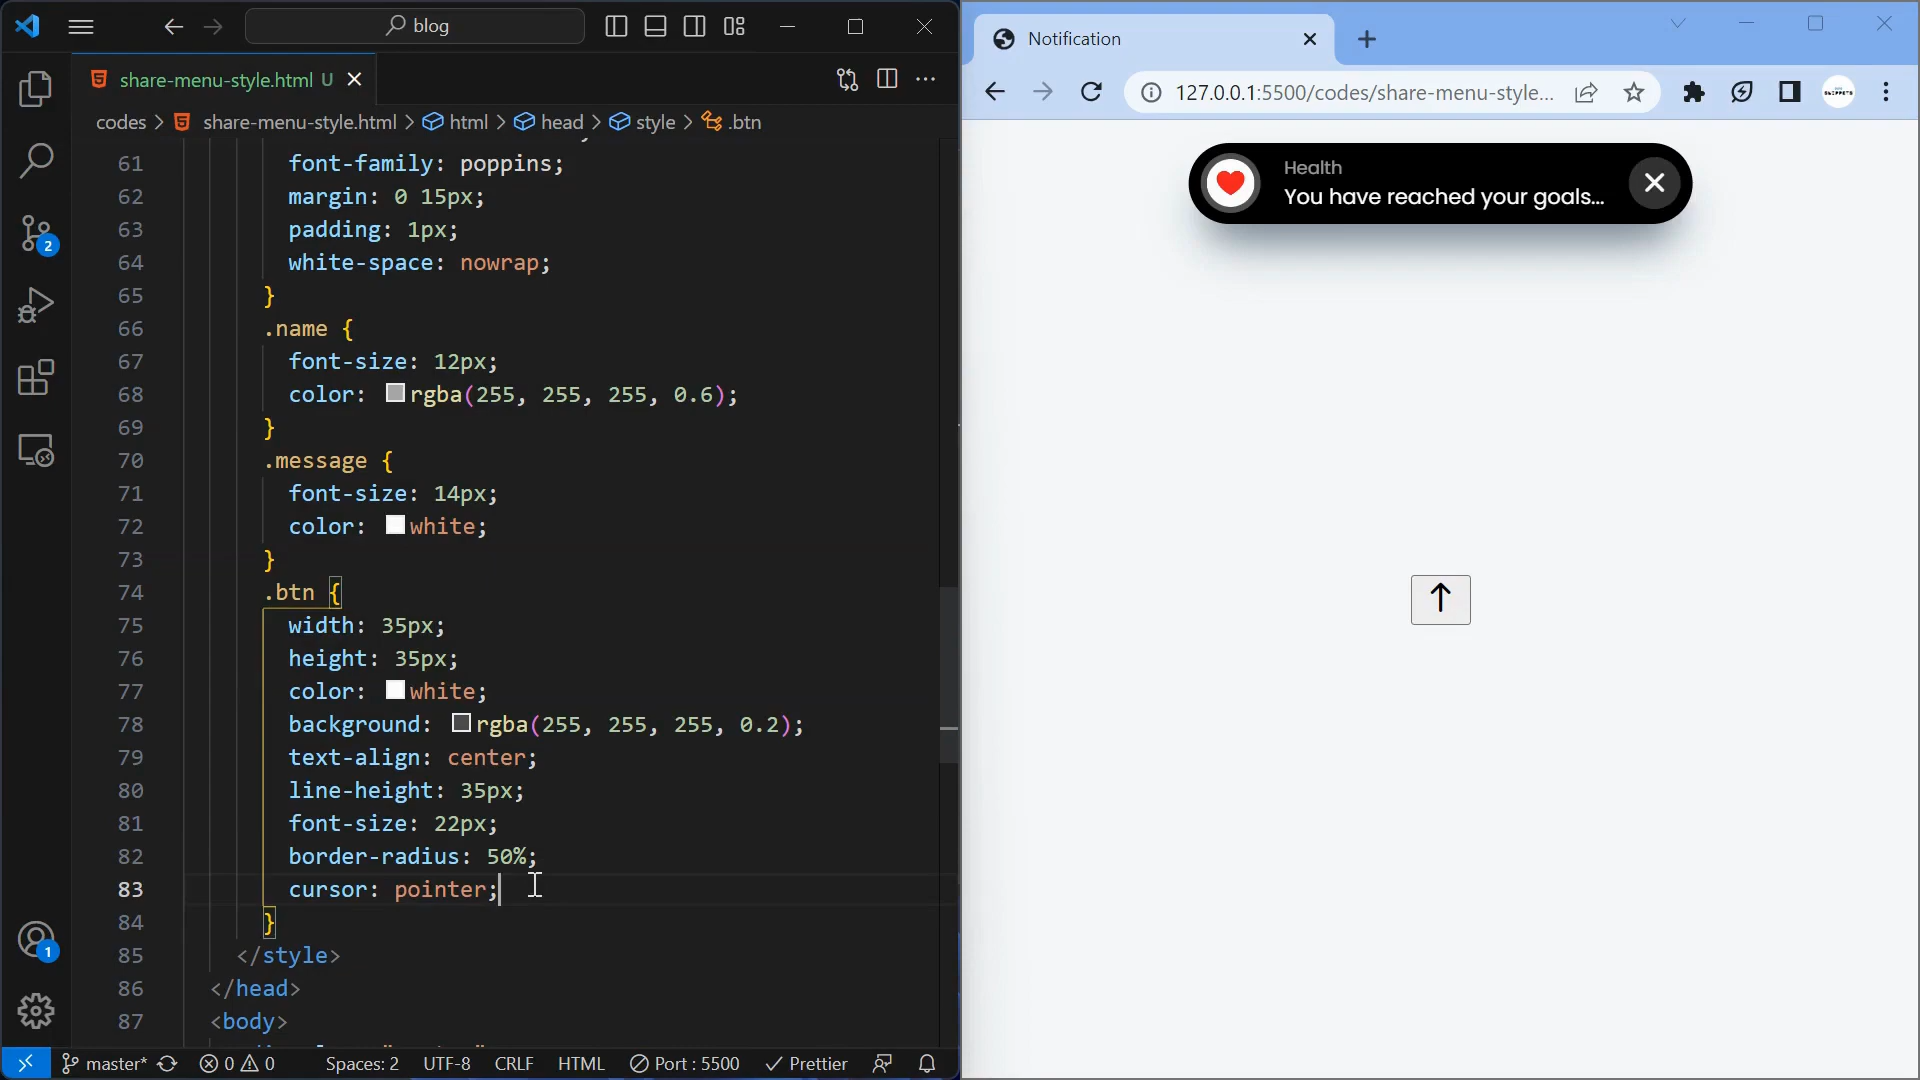 blog
share-menu-style.html U
codes > share-menu-style.html > html > head > style > .btn
61 font-family: poppins;
62 margin: 0 15px;
63 padding: 1px;
64 white-space: nowrap;
65 }
66 .name {
67 font-size: 12px;
68 color: rgba(255, 255, 255, 0.6);
69 }
70 .message {
71 font-size: 14px;
72 color: white;
73 }
74 .btn {
75 width: 35px;
76 height: 35px;
77 color: white;
78 background: rgba(255, 255, 255, 0.2);
79 text-align: center;
80 line-height: 35px;
81 font-size: 22px;
82 border-radius: 50%;
83 cursor: pointer;
84 }
85 </style>
86 </head>
87 <body>
2
1
master* 0 0 Spaces: 2 UTF-8 CRLF HTML Port : 5500 Prettier
Notification
127.0.0.1:5500/codes/share-menu-style...
Health
You have reached your goals...